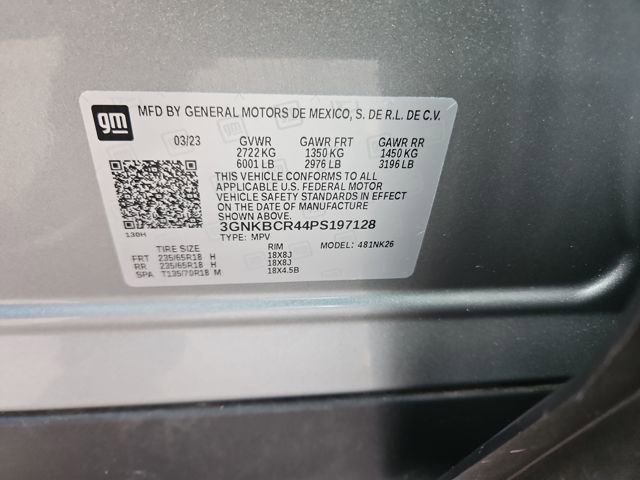 gm
MFD BY GENERAL MOTORS DE MEXICO, S. DE R.L. DE C.V.
03/23 GVWR GAWR FRT GAWR RR
2722 KG 1350 KG 1450 KG
6001 LB 2976 LB 3196 LB
THIS VEHICLE CONFORMS TO ALL
APPLICABLE U.S. FEDERAL MOTOR
VEHICLE SAFETY STANDARDS IN EFFECT
ON THE DATE OF MANUFACTURE
SHOWN ABOVE.
130H 3GNKBCR44PS197128
TYPE: MPV MODEL: 481NK26
TIRE SIZE RIM
FRT 235/65R18 H 18X8J
RR 235/65R18 H 18X8J
SPA T135/70R18 M 18X4.5B